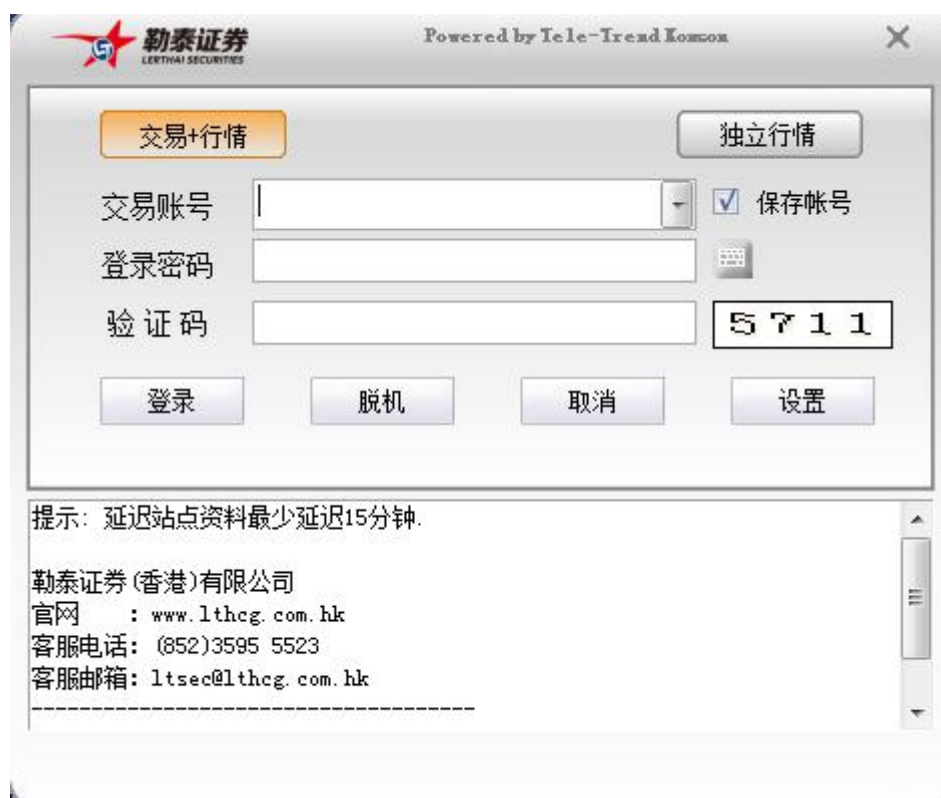 勒泰证券
LERTHAI SECURITIES
Powered by Tele-Trend Konson
交易+行情
独立行情
交易账号
保存帐号
登录密码
验证码
5711
登录
脱机
取消
设置
提示: 延迟站点资料最少延迟15分钟.
勒泰证券(香港)有限公司
官网 : www.lthcg.com.hk
客服电话: (852)3595 5523
客服邮箱: ltsec@lthcg.com.hk
-------------------------------------